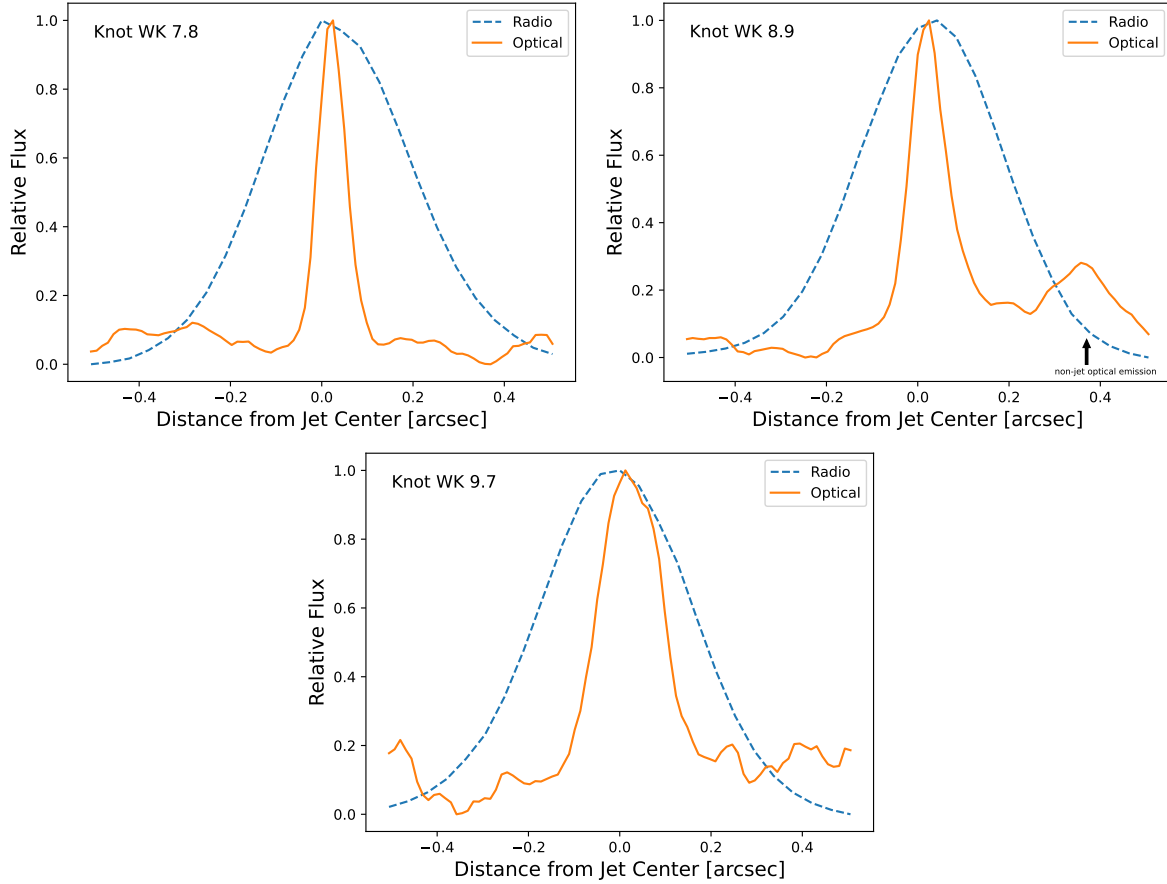 Knot WK 7.8
Radio
Optical
Relative Flux
1.0
0.8
0.6
0.4
0.2
0.0
−0.4
−0.2
0.0
0.2
0.4
Distance from Jet Center [arcsec]
Knot WK 8.9
Radio
Optical
Relative Flux
1.0
0.8
0.6
0.4
0.2
0.0
non-jet optical emission
−0.4
−0.2
0.0
0.2
0.4
Distance from Jet Center [arcsec]
Knot WK 9.7
Radio
Optical
Relative Flux
1.0
0.8
0.6
0.4
0.2
0.0
−0.4
−0.2
0.0
0.2
0.4
Distance from Jet Center [arcsec]